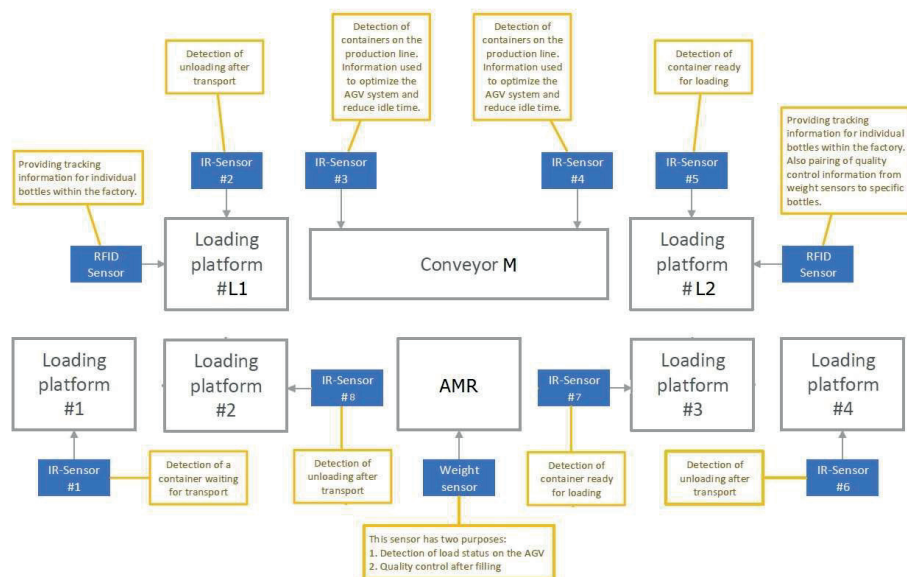 Detection of
unloading after
transport
Detection of
containers on the
production line.
Information used
to optimize the
AGV system and
reduce idle time.
Detection of
containers on the
production line.
Information used
to optimize the
AGV system and
reduce idle time.
Detection of
container ready
for loading
Providing tracking
information for individual
bottles within the factory.
Also pairing of quality
control information from
weight sensors to specific
bottles.
Providing tracking
information for individual
bottles within the factory.
IR-Sensor
#2
IR-Sensor
#3
IR-Sensor
#4
IR-Sensor
#5
RFID
Sensor
Loading
platform
#L1
Conveyor M
Loading
platform
#L2
RFID
Sensor
Loading
platform
#1
Loading
platform
#2
IR-Sensor
#8
AMR
IR-Sensor
#7
Loading
platform
#3
Loading
platform
#4
IR-Sensor
#1
Detection of a
container waiting
for transport
Detection of
unloading after
transport
Weight
sensor
Detection of
container ready
for loading
Detection of
unloading after
transport
IR-Sensor
#6
This sensor has two purposes:
1. Detection of load status on the AGV
2. Quality control after filling